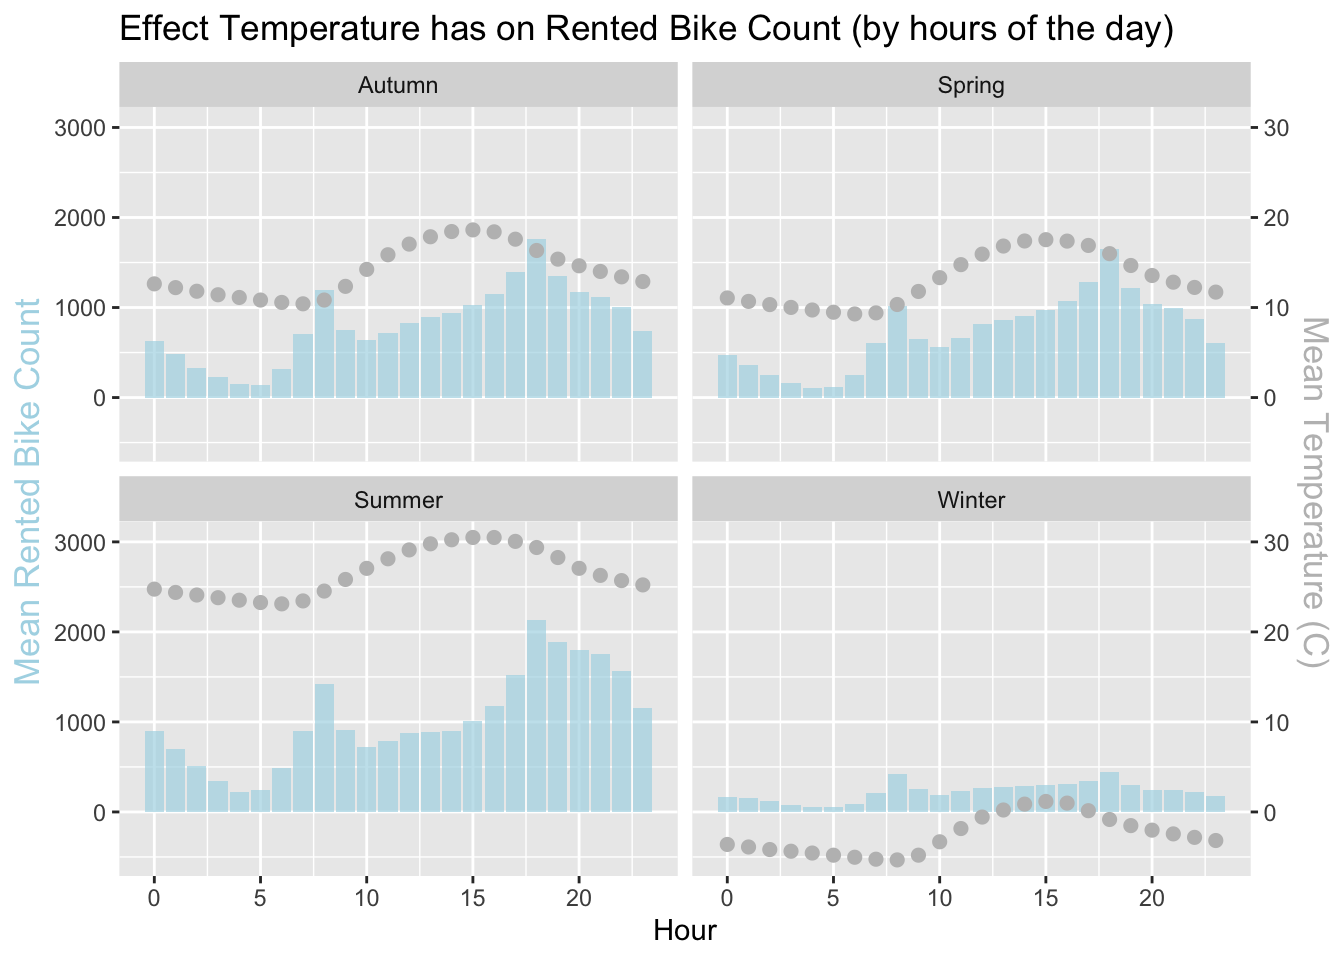 Effect Temperature has on Rented Bike Count (by hours of the day)
Autumn
Spring
3000
2000
1000
0
30
20
10
0
Mean Rented Bike Count
Mean Temperature (C)
Summer
Winter
3000
2000
1000
0
30
20
10
0
0 5 10 15 20
0 5 10 15 20
Hour